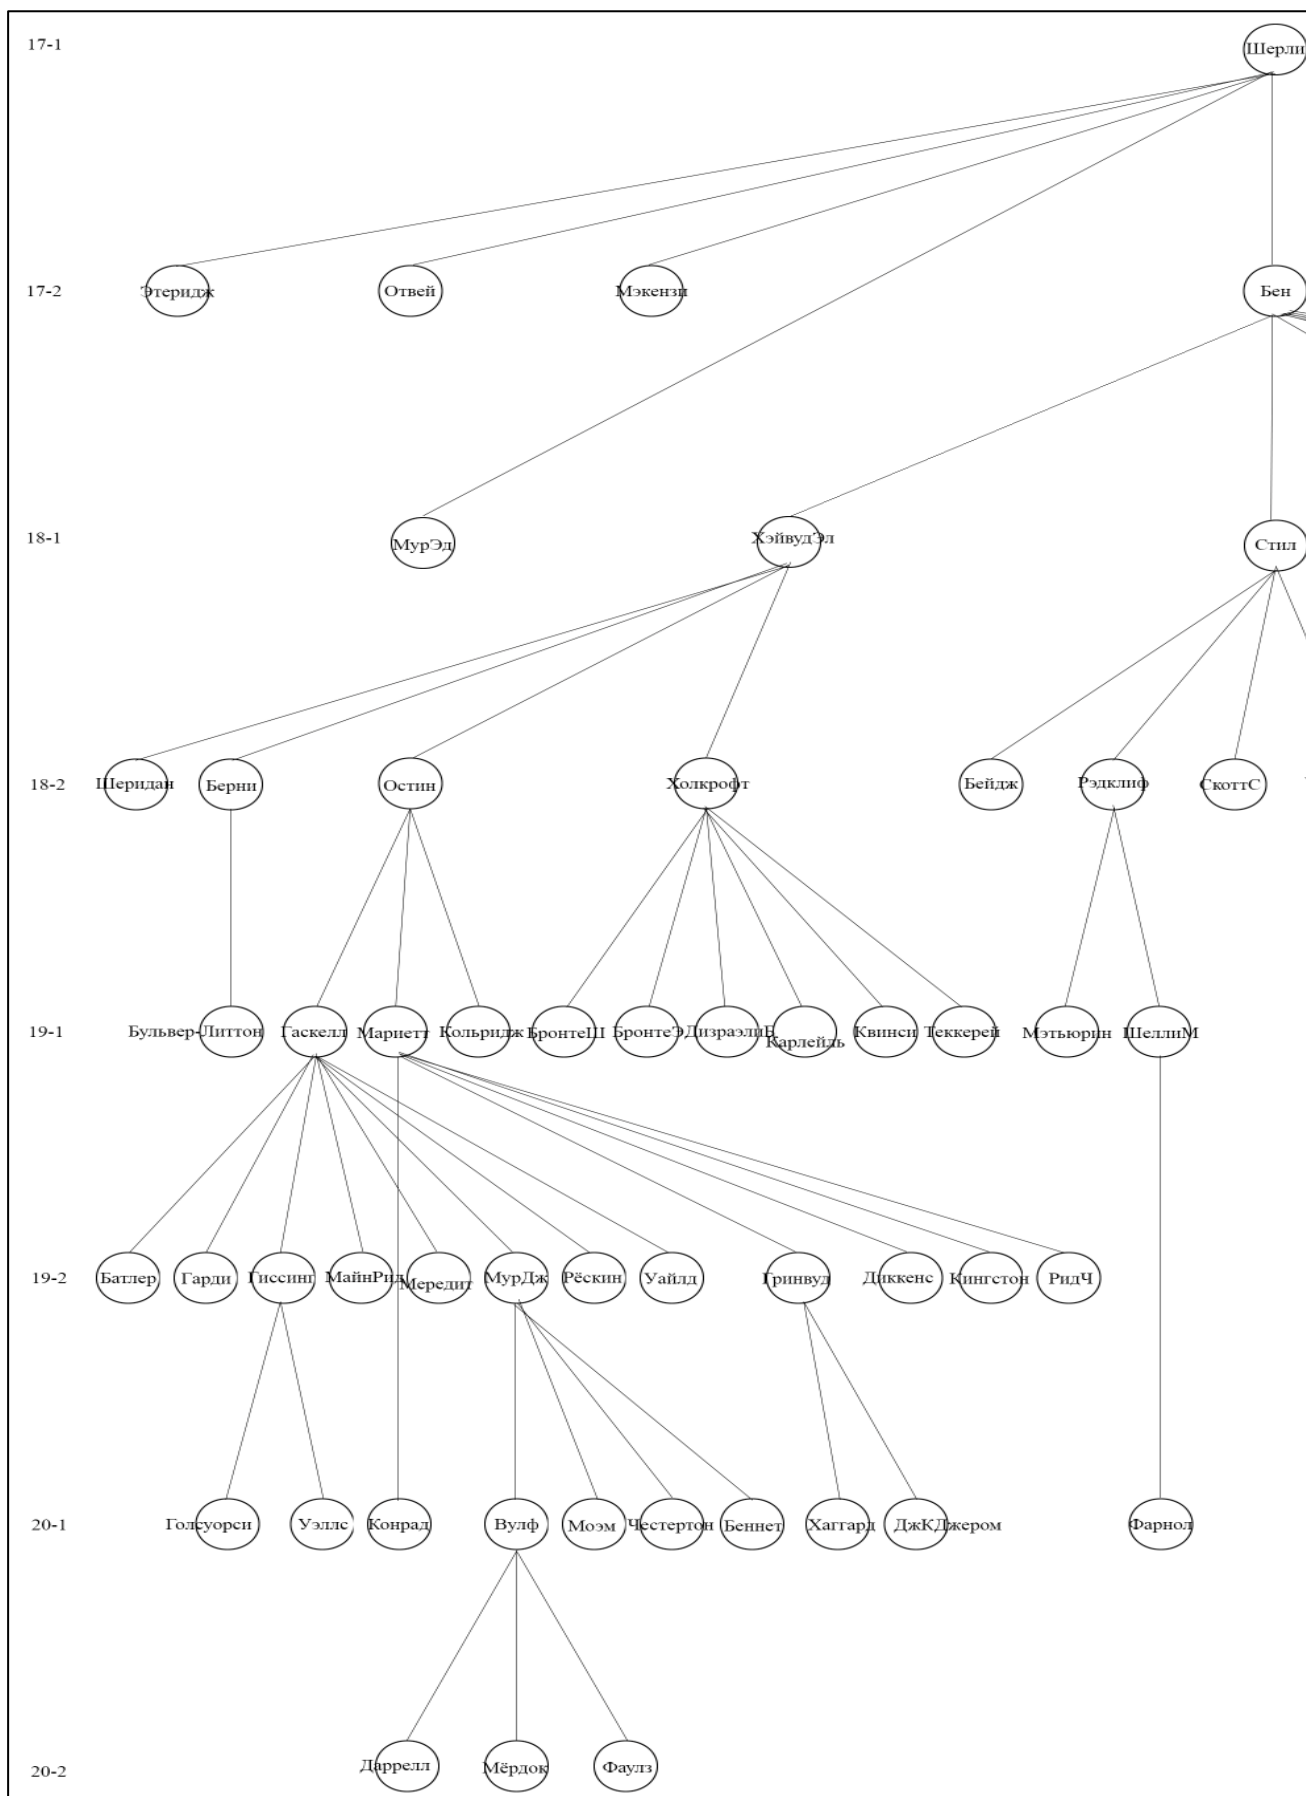 17-1 Шерли
17-2 Этеридж Отвей Мэкензи Бен
18-1 МурЭд ХэйвудЭл Стил
18-2 Шеридан Берни Остин Холкрофт Бейдж Рэдклиф СкоттС
19-1 Бульвер-Литтон Гаскелл Мариетт Кольридж БронтеШ БронтеЭ ДизраэлиБ Карлейль Квинси Теккерей Мэтьюрин ШеллиМ
19-2 Батлер Гарди Гиссинг МайнРид Мередит МурДж Рёскин Уайлд Гринвуд Диккенс Кингстон РидЧ
20-1 Голсуорси Уэллс Конрад Вулф Моэм Честертон Беннет Хаггард ДжКДжером Фарнол
20-2 Даррелл Мёрдок Фаулз